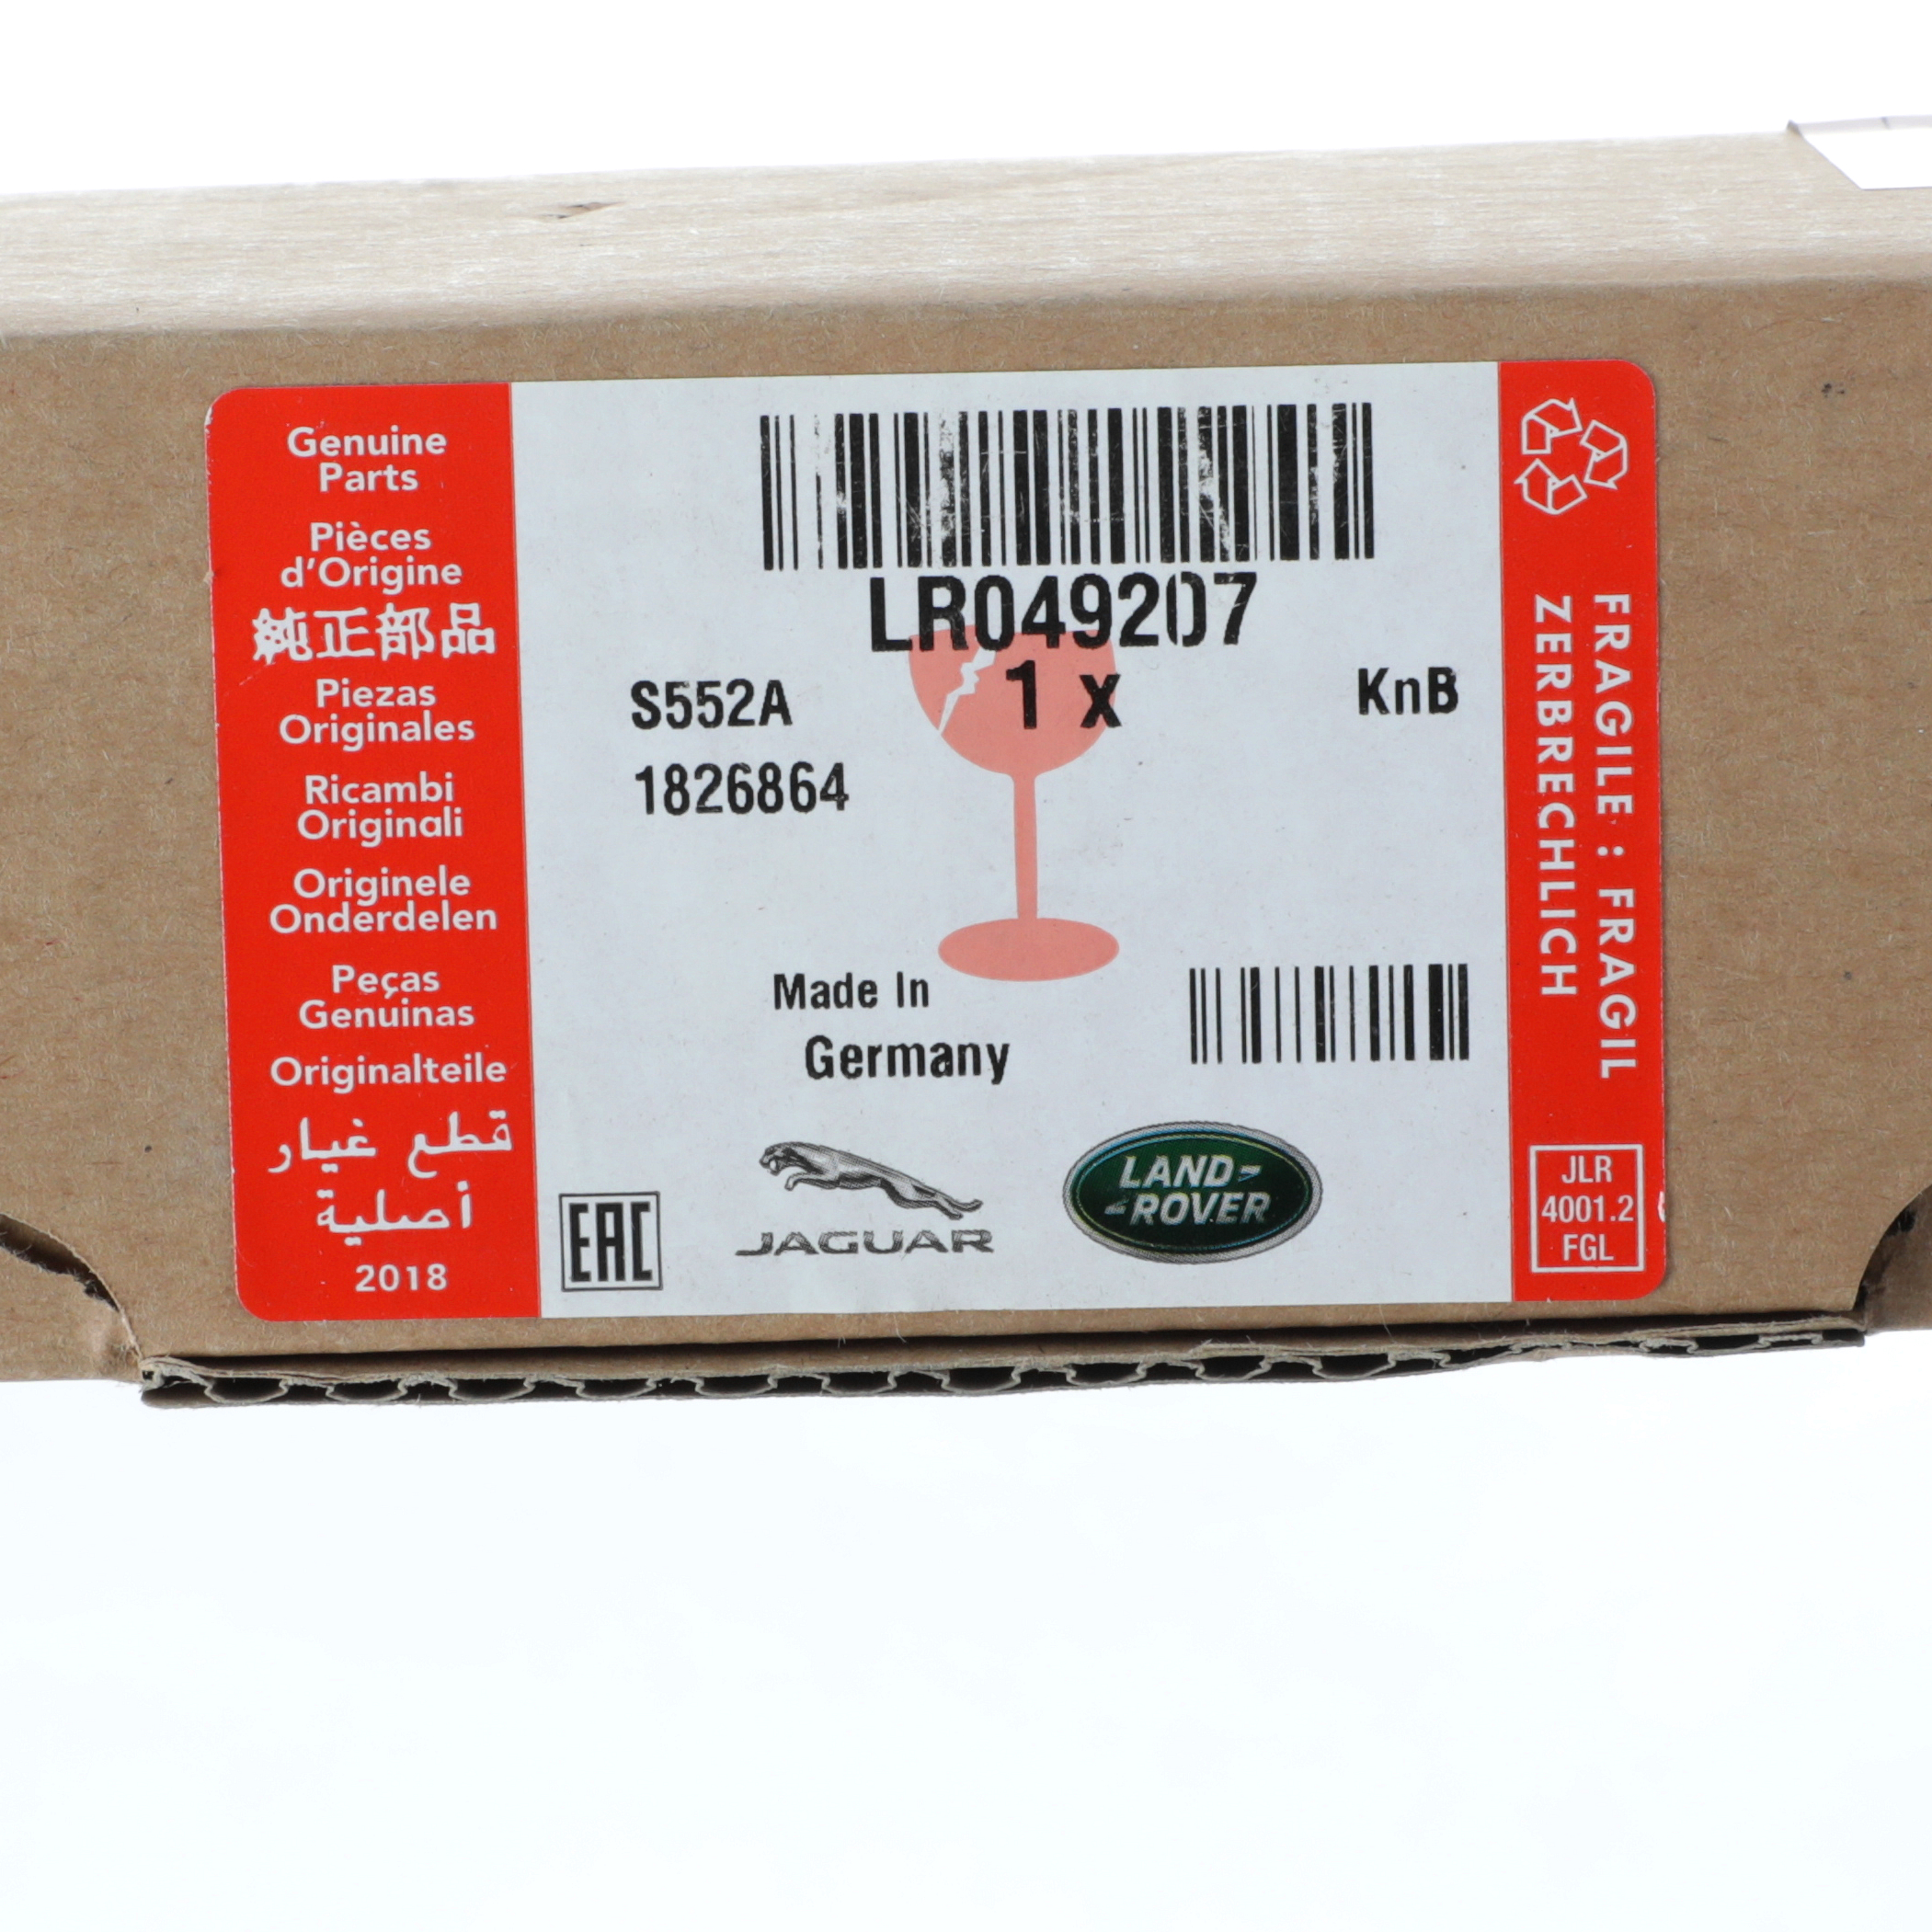 Genuine
Parts
Pièces
d'Origine
純正部品
Piezas
Originales
Ricambi
Originali
Originele
Onderdelen
Peças
Genuinas
Originalteile
قطع غيار
أصلية
2018
LR049207
S552A
1 x
KnB
1826864
Made In
Germany
EAC
JAGUAR
LAND-
-ROVER
FRAGILE : FRAGIL
ZERBRECHLICH
JLR
4001.2
FGL